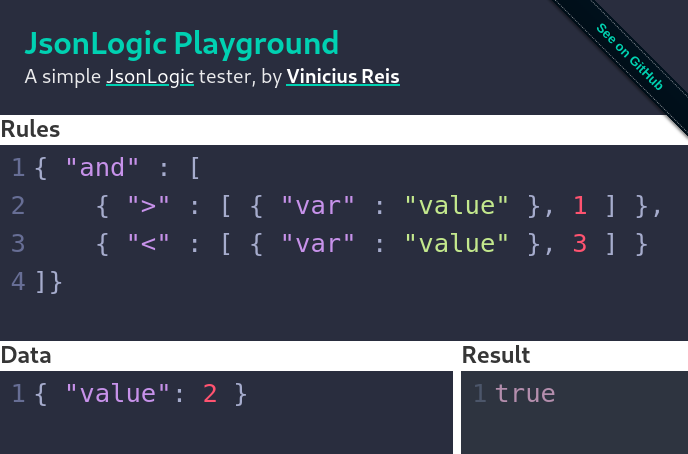 JsonLogic Playground
A simple JsonLogic tester, by Vinicius Reis
See on GitHub
Rules
1 { "and" : [
2 { ">" : [ { "var" : "value" }, 1 ] },
3 { "<" : [ { "var" : "value" }, 3 ] }
4 ]}
Data
1 { "value": 2 }
Result
1 true